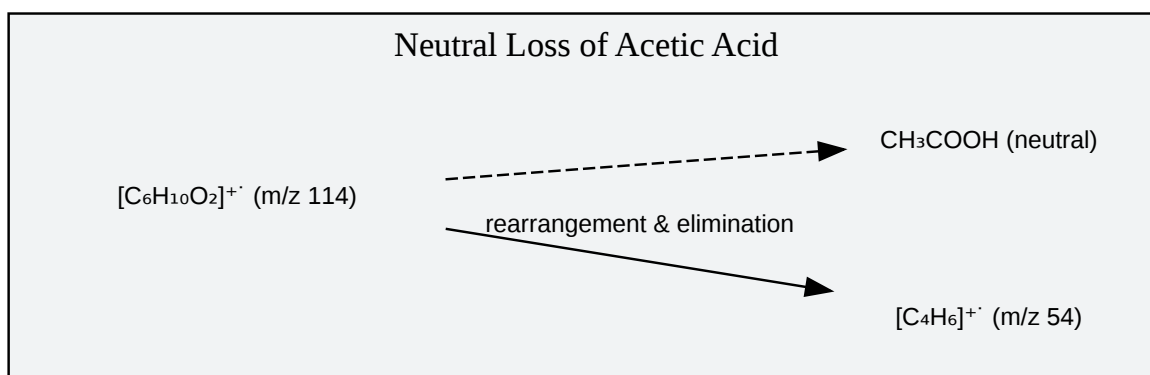 Neutral Loss of Acetic Acid
CH₃COOH (neutral)
[C₆H₁₀O₂]⁺˙ (m/z 114)
rearrangement & elimination
[C₄H₆]⁺˙ (m/z 54)